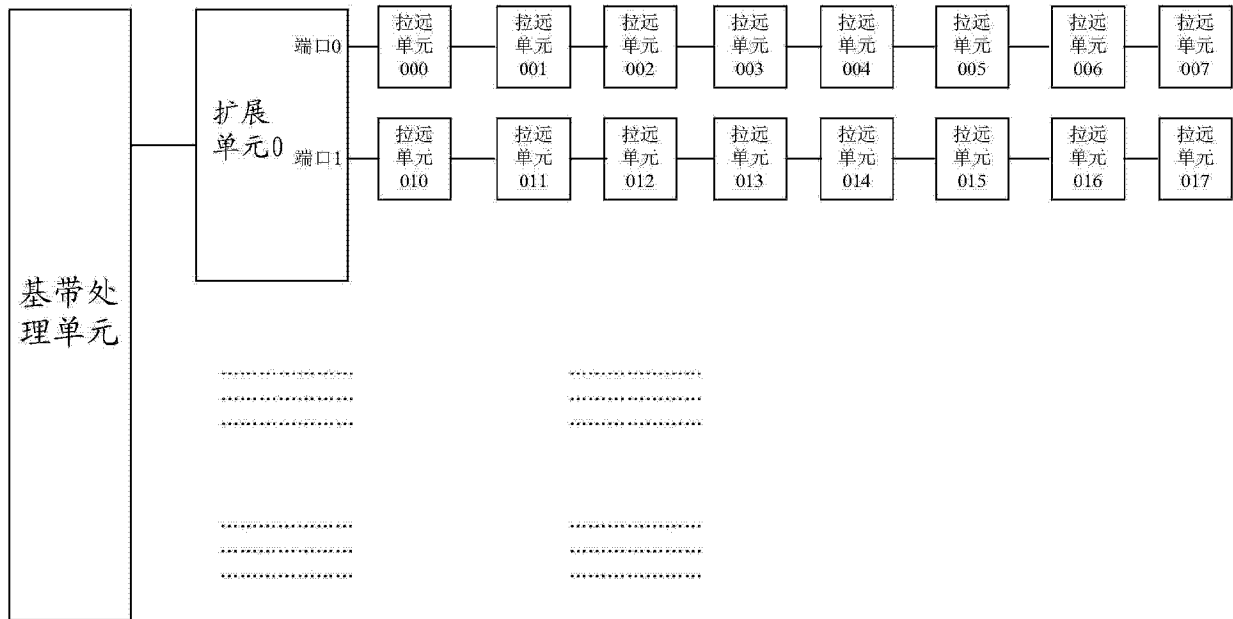 基带处
理单元
扩展
单元0
端口0
端口1
拉远
单元
000
拉远
单元
001
拉远
单元
002
拉远
单元
003
拉远
单元
004
拉远
单元
005
拉远
单元
006
拉远
单元
007
拉远
单元
010
拉远
单元
011
拉远
单元
012
拉远
单元
013
拉远
单元
014
拉远
单元
015
拉远
单元
016
拉远
单元
017